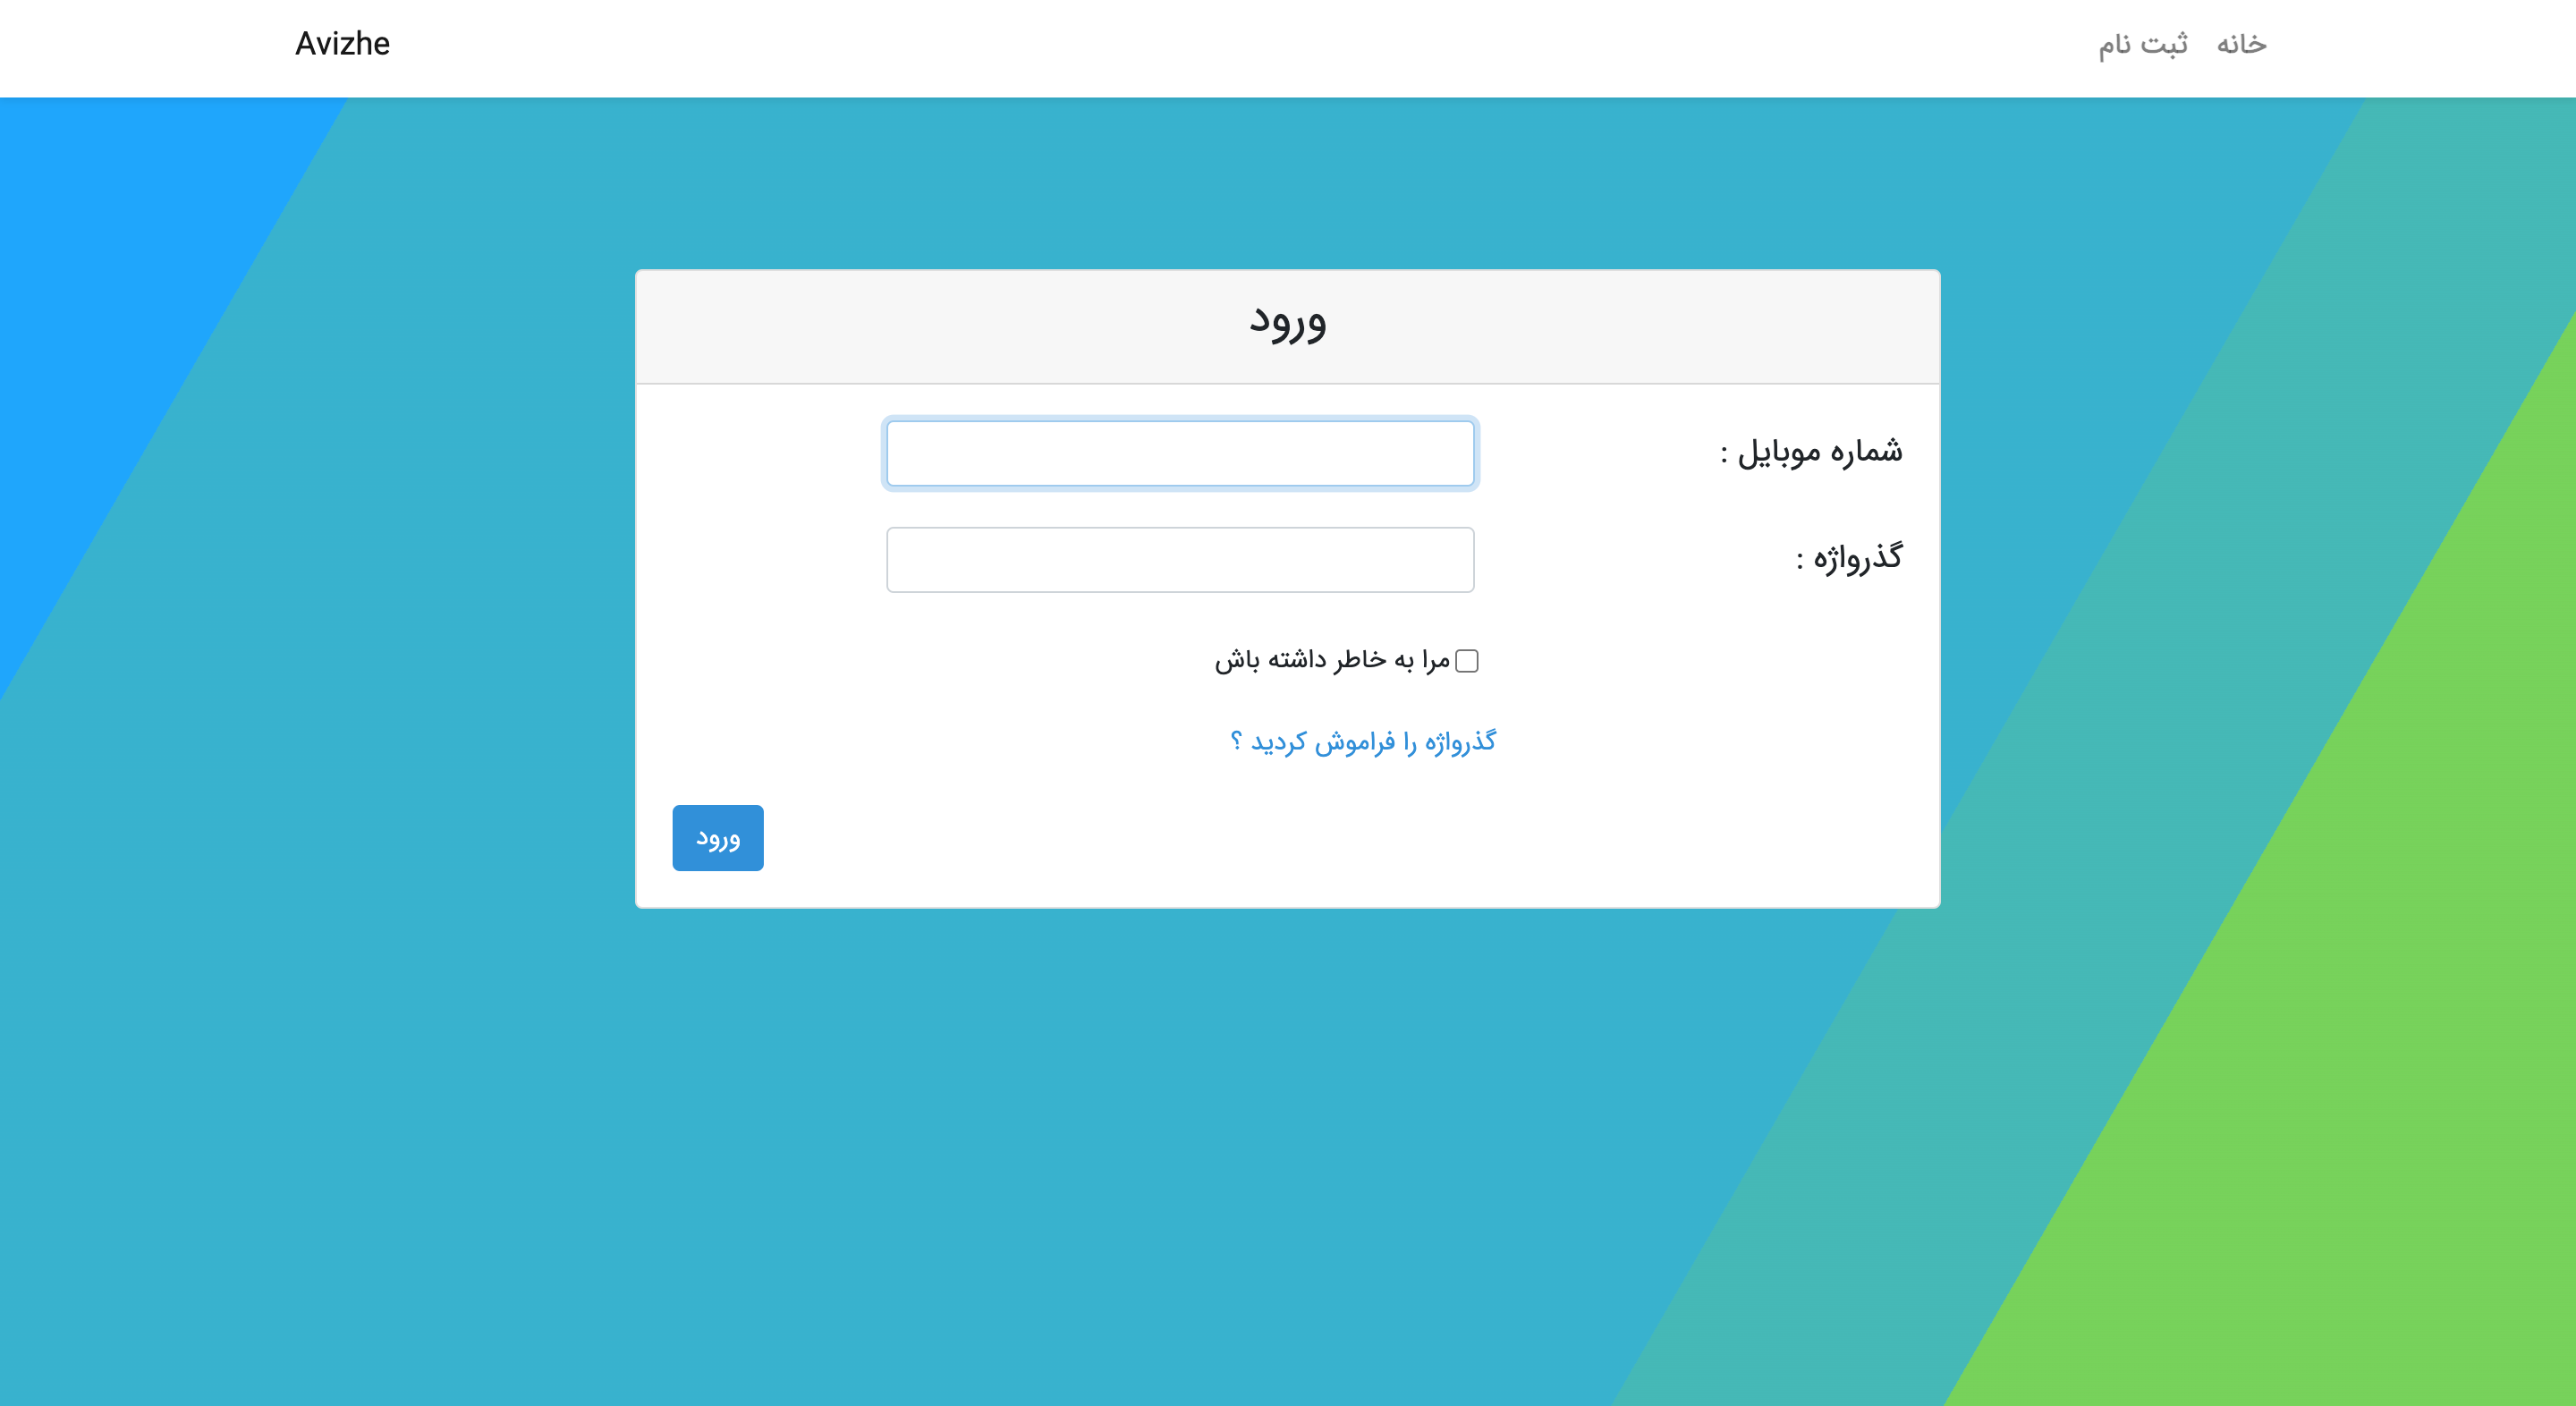 خانه
ثبت نام
Avizhe
ورود
شماره موبایل :
گذرواژه :
مرا به خاطر داشته باش
گذرواژه را فراموش کردید ؟
ورود